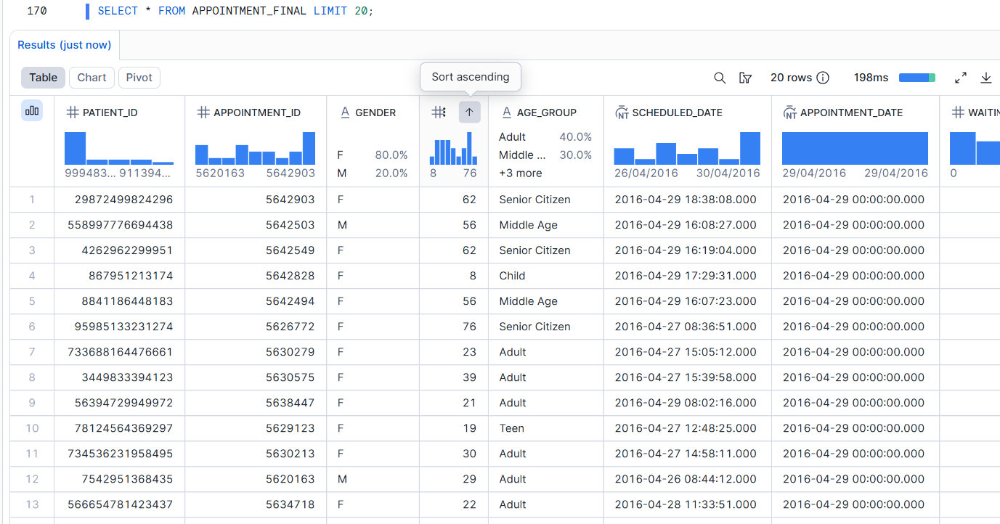 170 SELECT * FROM APPOINTMENT_FINAL LIMIT 20;
Results (just now)
Sort ascending
Table Chart Pivot 20 rows 198ms
PATIENT_ID APPOINTMENT_ID GENDER AGE_GROUP SCHEDULED_DATE APPOINTMENT_DATE
Adult 40.0%
F 80.0% Middle ... 30.0%
999483... 911394... 5620163 5642903 M 20.0% 8 76 +3 more 26/04/2016 30/04/2016 29/04/2016 29/04/2016 0
1 29872499824296 5642903 F 62 Senior Citizen 2016-04-29 18:38:08.000 2016-04-29 00:00:00.000
2 558997776694438 5642503 M 56 Middle Age 2016-04-29 16:08:27.000 2016-04-29 00:00:00.000
3 4262962299951 5642549 F 62 Senior Citizen 2016-04-29 16:19:04.000 2016-04-29 00:00:00.000
4 867951213174 5642828 F 8 Child 2016-04-29 17:29:31.000 2016-04-29 00:00:00.000
5 8841186448183 5642494 F 56 Middle Age 2016-04-29 16:07:23.000 2016-04-29 00:00:00.000
6 95985133231274 5626772 F 76 Senior Citizen 2016-04-27 08:36:51.000 2016-04-29 00:00:00.000
7 733688164476661 5630279 F 23 Adult 2016-04-27 15:05:12.000 2016-04-29 00:00:00.000
8 3449833394123 5630575 F 39 Adult 2016-04-27 15:39:58.000 2016-04-29 00:00:00.000
9 56394729949972 5638447 F 21 Adult 2016-04-29 08:02:16.000 2016-04-29 00:00:00.000
10 78124564369297 5629123 F 19 Teen 2016-04-27 12:48:25.000 2016-04-29 00:00:00.000
11 734536231958495 5630213 F 30 Adult 2016-04-27 14:58:11.000 2016-04-29 00:00:00.000
12 7542951368435 5620163 M 29 Adult 2016-04-26 08:44:12.000 2016-04-29 00:00:00.000
13 566654781423437 5634718 F 22 Adult 2016-04-28 11:33:51.000 2016-04-29 00:00:00.000